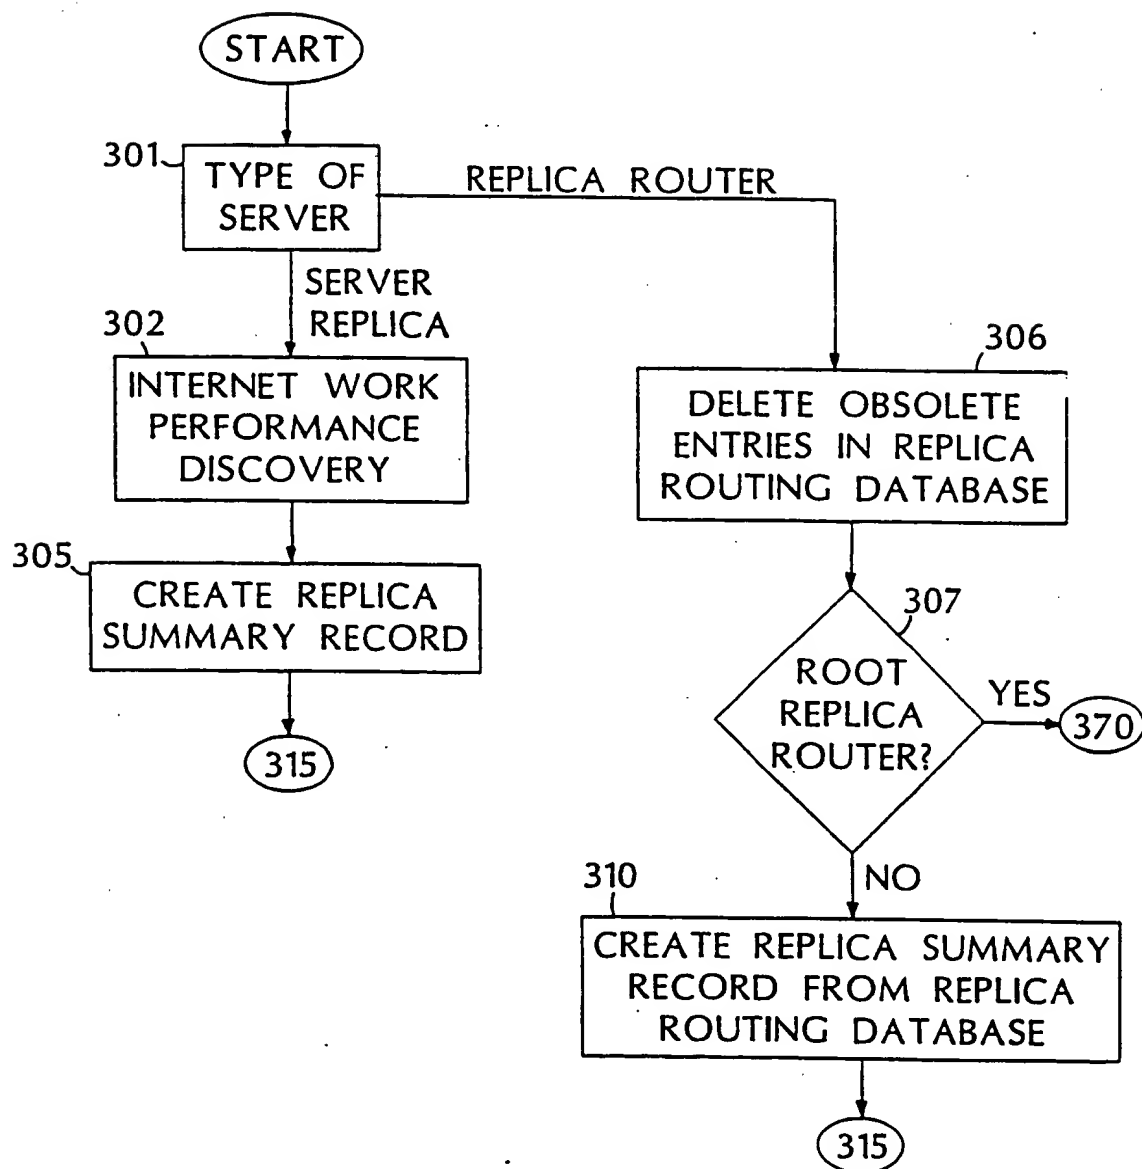 START
301
TYPE OF
SERVER
REPLICA ROUTER
SERVER
REPLICA
302
INTERNET WORK
PERFORMANCE
DISCOVERY
305
CREATE REPLICA
SUMMARY RECORD
315
306
DELETE OBSOLETE
ENTRIES IN REPLICA
ROUTING DATABASE
307
ROOT
REPLICA
ROUTER?
YES
370
NO
310
CREATE REPLICA SUMMARY
RECORD FROM REPLICA
ROUTING DATABASE
315